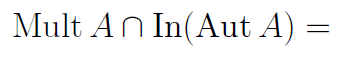 Mult A ∩ In(Aut A) =